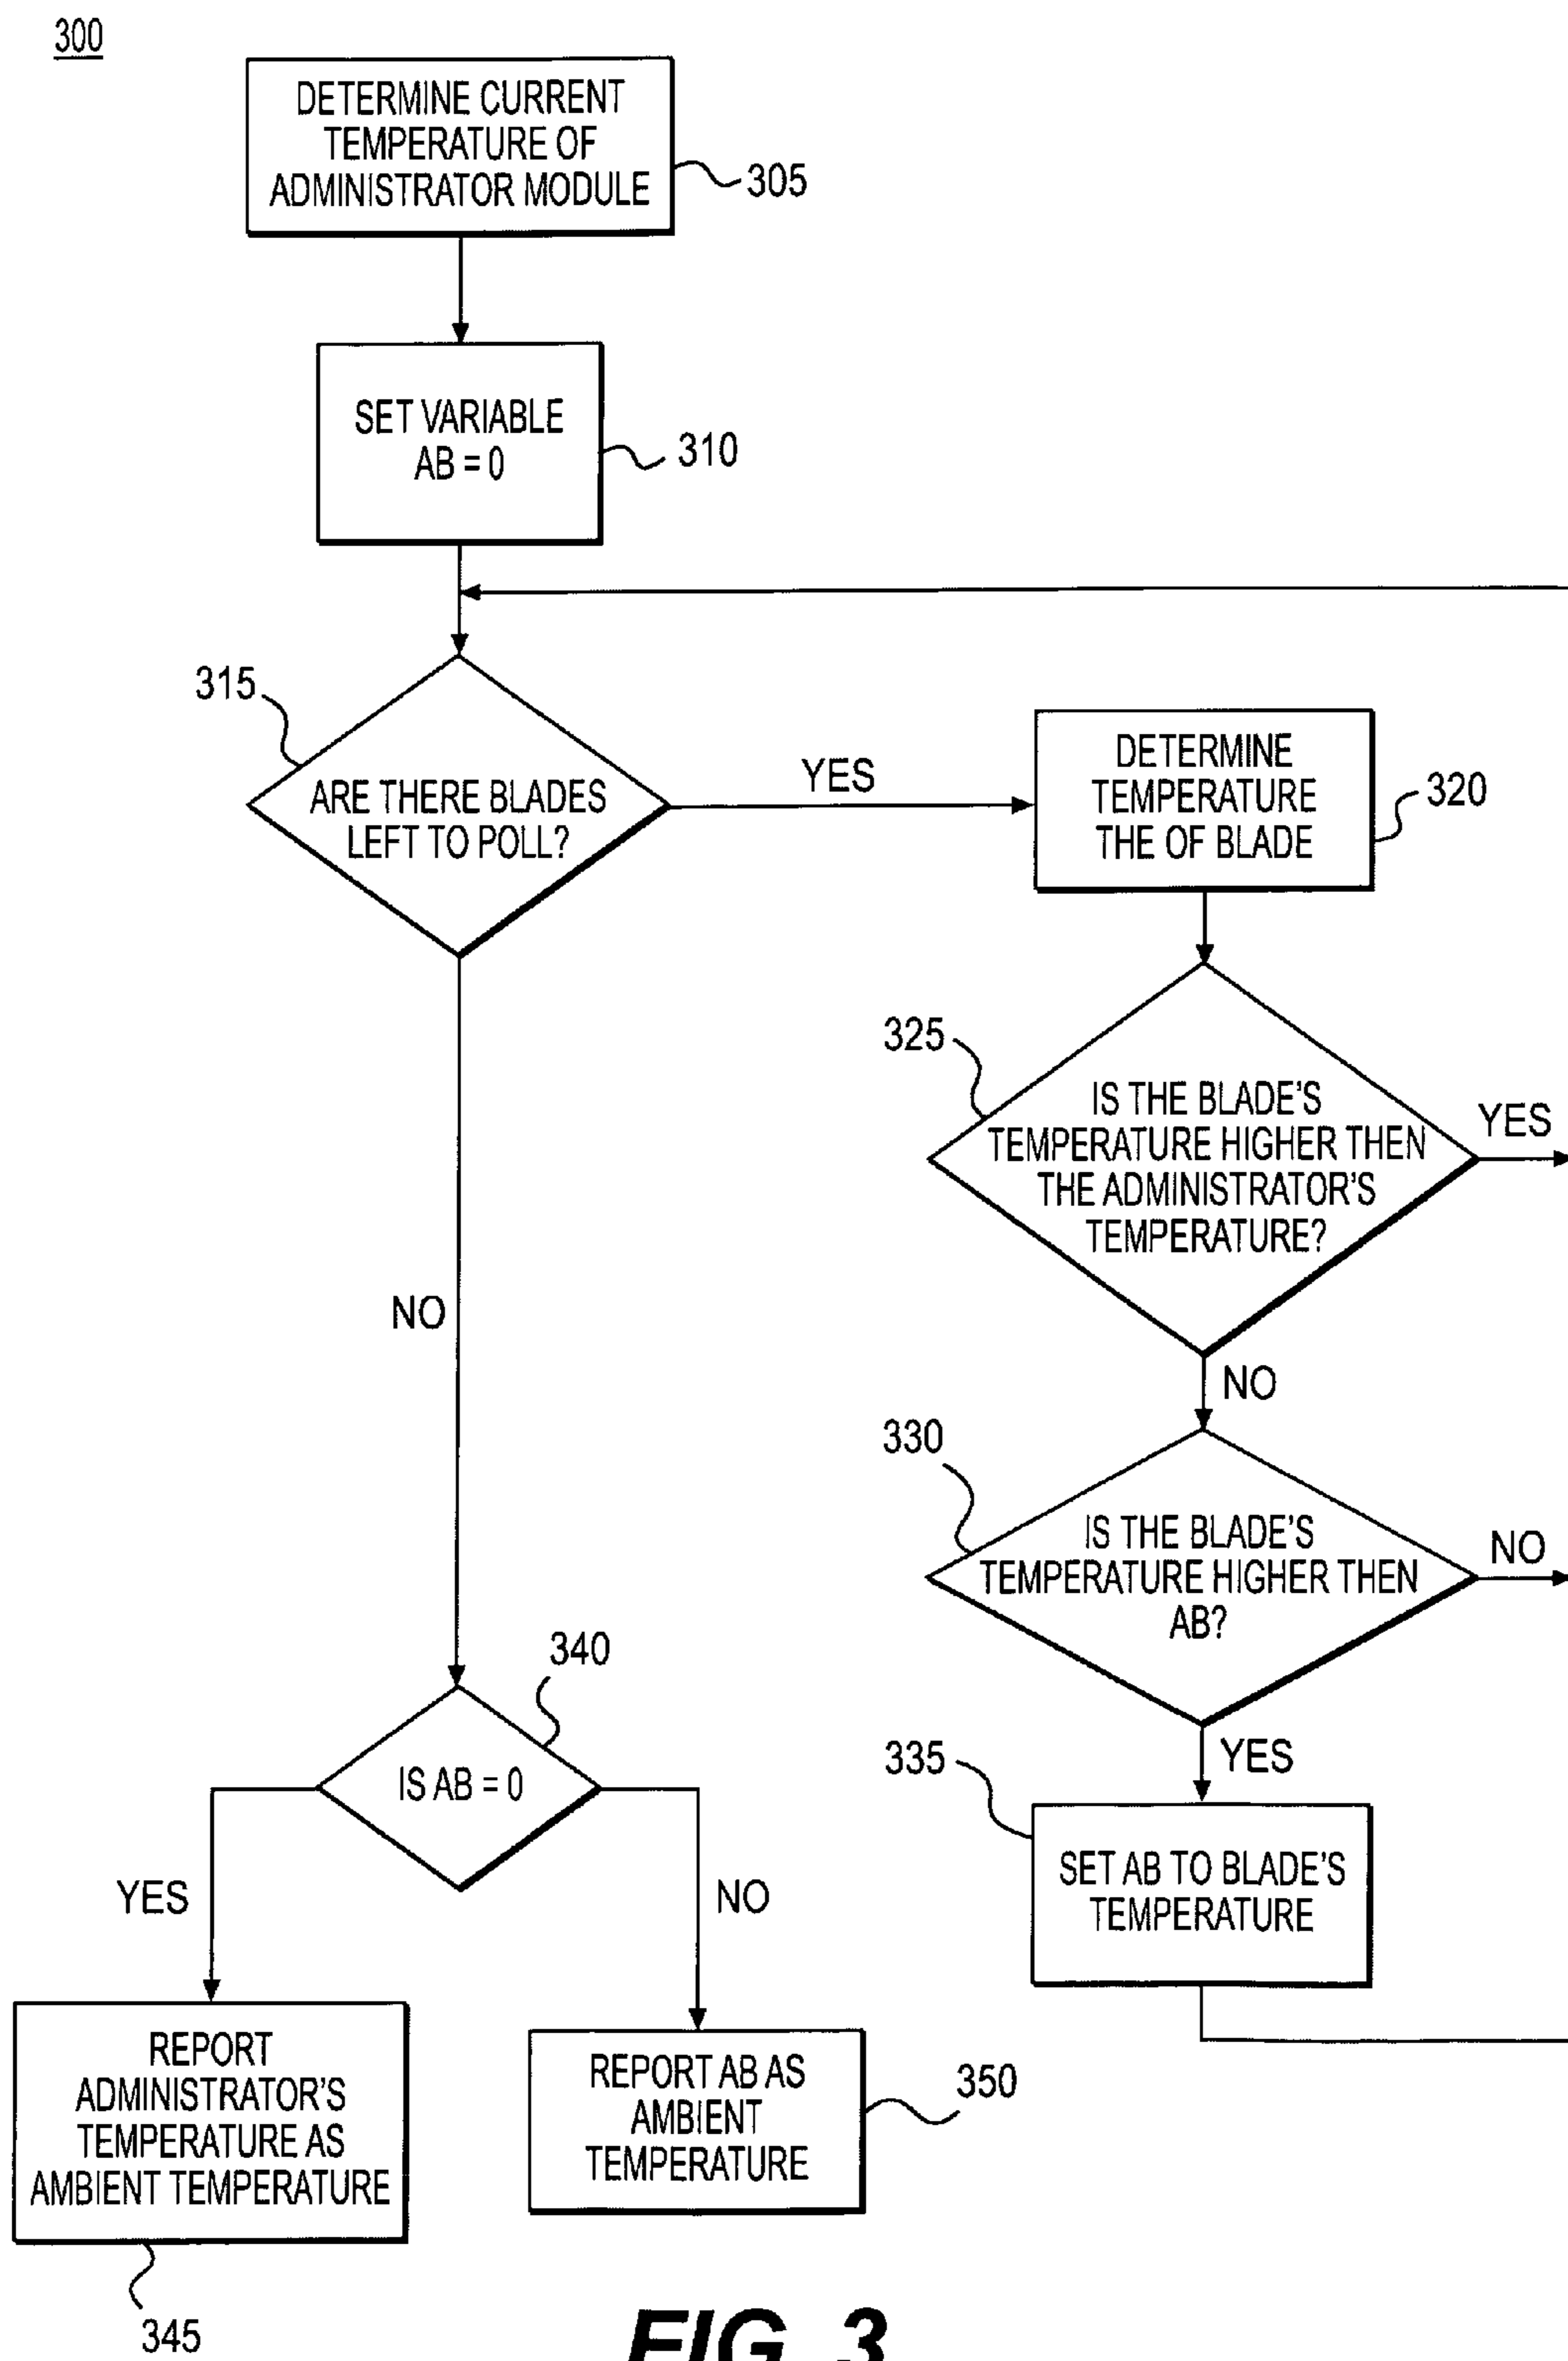 300
DETERMINE CURRENT
TEMPERATURE OF
ADMINISTRATOR MODULE
305
SET VARIABLE
AB = 0
310
315
ARE THERE BLADES
LEFT TO POLL?
YES
DETERMINE
TEMPERATURE
THE OF BLADE
320
325
IS THE BLADE'S
TEMPERATURE HIGHER THEN
THE ADMINISTRATOR'S
TEMPERATURE?
YES
NO
NO
330
IS THE BLADE'S
TEMPERATURE HIGHER THEN
AB?
NO
340
IS AB = 0
YES
NO
335
YES
SET AB TO BLADE'S
TEMPERATURE
REPORT
ADMINISTRATOR'S
TEMPERATURE AS
AMBIENT TEMPERATURE
345
REPORT AB AS
AMBIENT
TEMPERATURE
350
FIG. 3